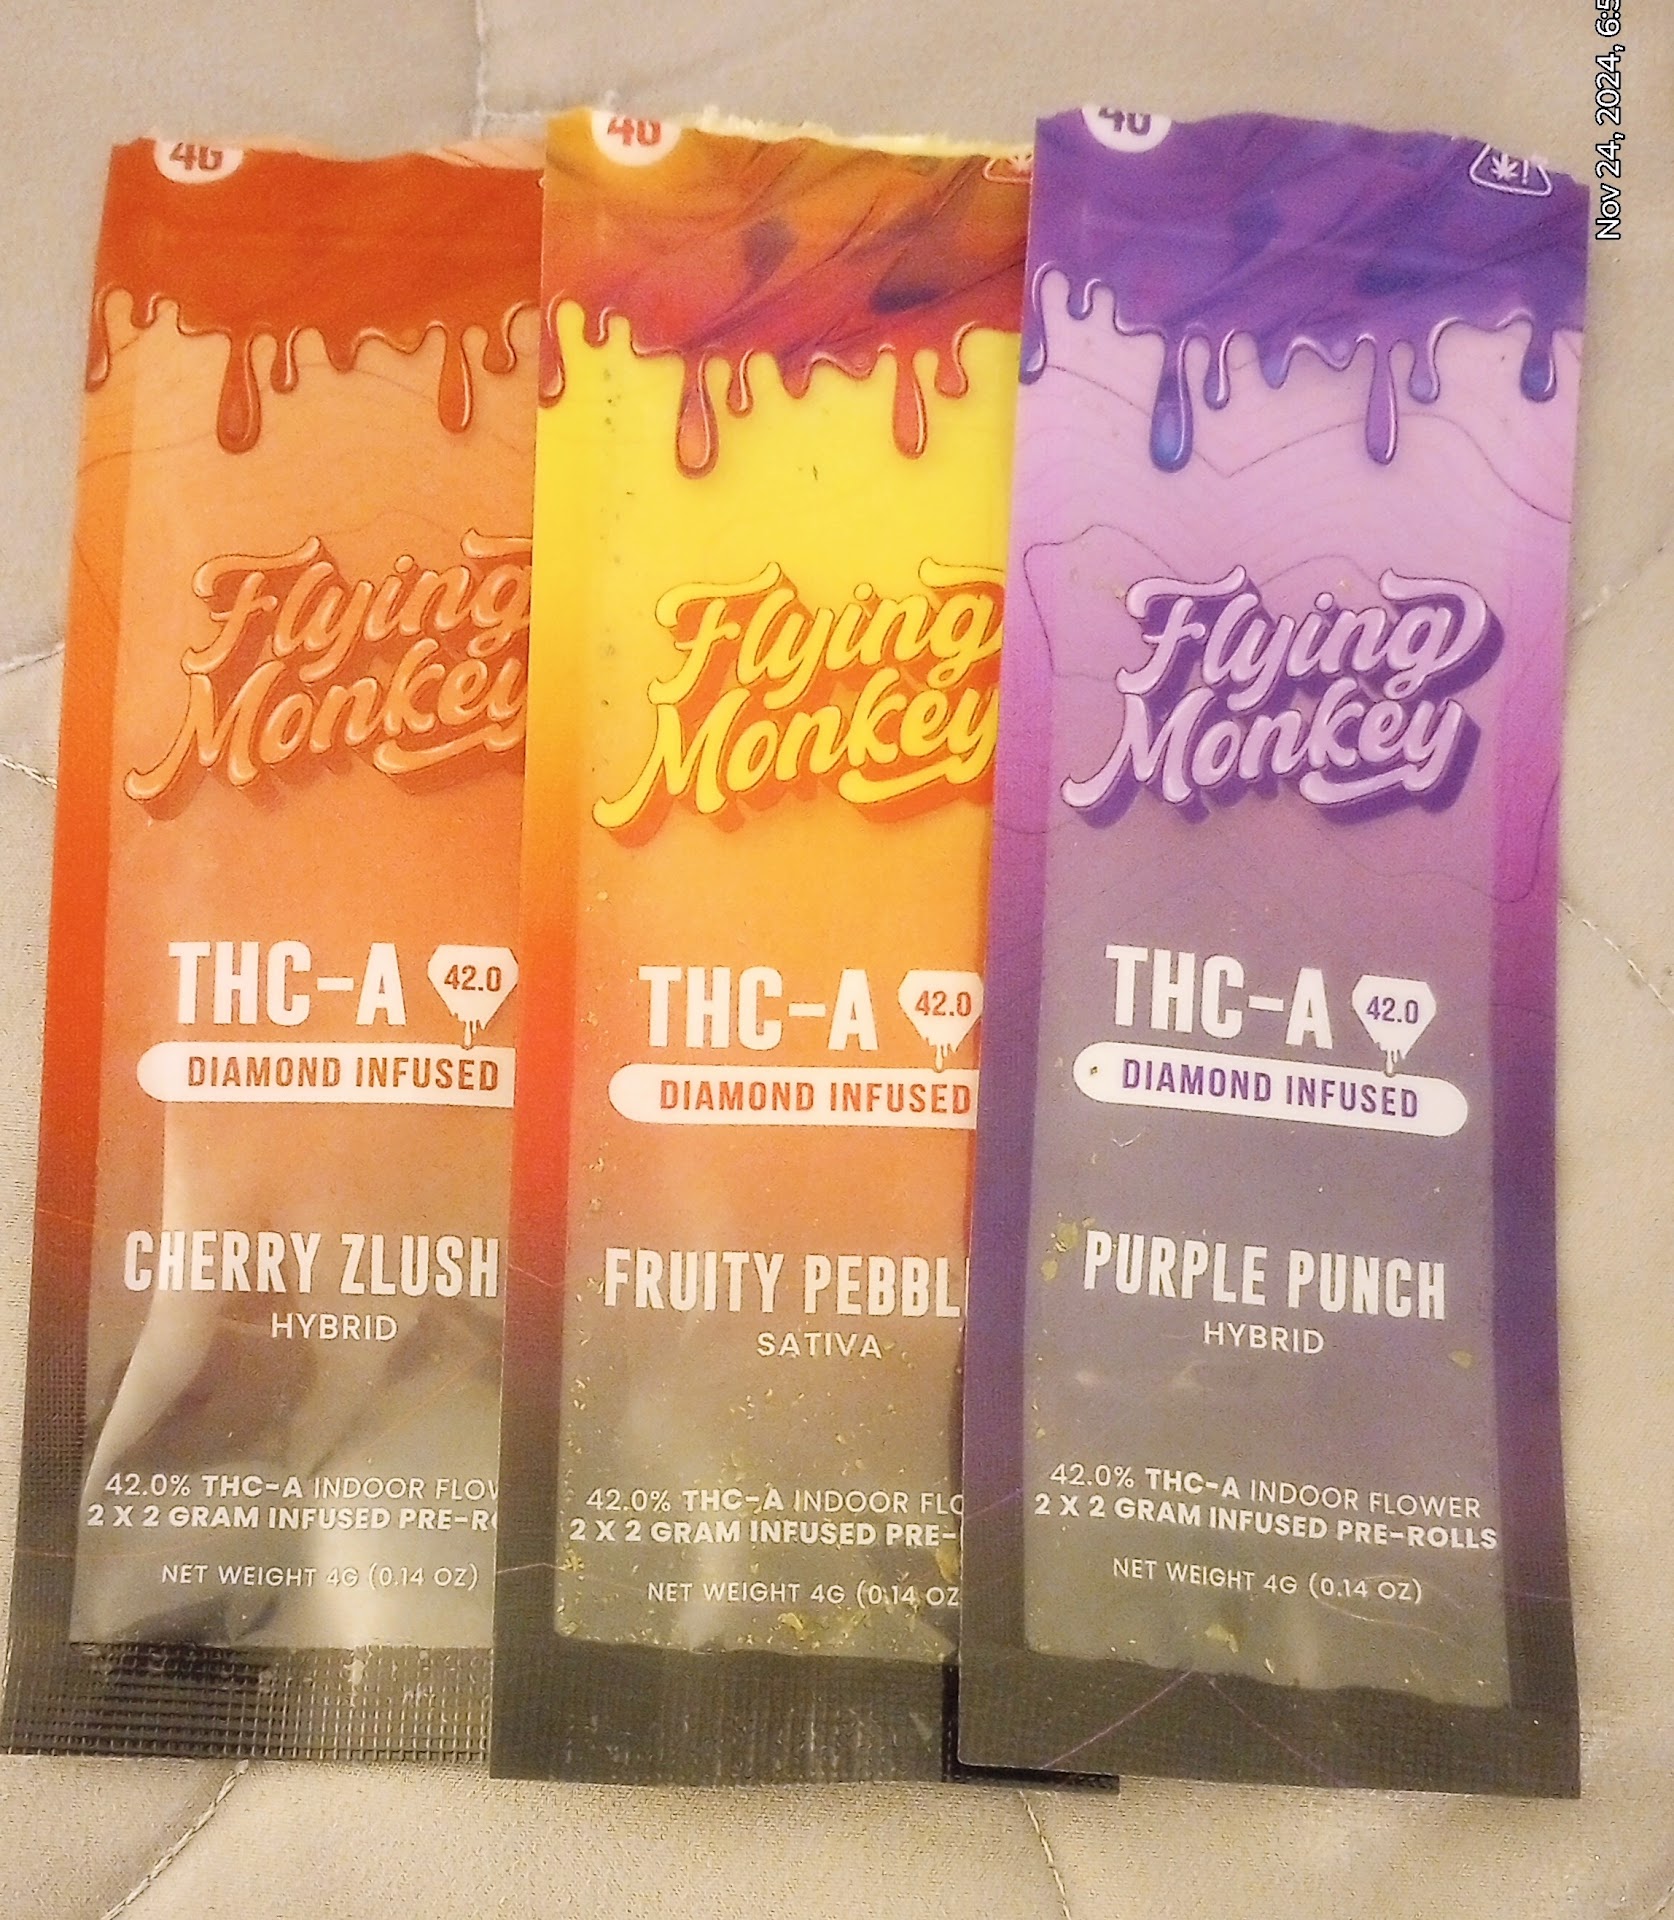 Nov 24, 2024, 6:5
4G
Flying
Monkey
THC-A 42.0
DIAMOND INFUSED
CHERRY ZLUSH
HYBRID
42.0% THC-A INDOOR FLOW
2 X 2 GRAM INFUSED PRE-RO
NET WEIGHT 4G (0.14 OZ)
4G
Flying
Monkey
THC-A 42.0
DIAMOND INFUSED
FRUITY PEBBL
SATIVA
42.0% THC-A INDOOR FLO
2 X 2 GRAM INFUSED PRE-
NET WEIGHT 4G (0.14 OZ
4G
!
Flying
Monkey
THC-A 42.0
DIAMOND INFUSED
PURPLE PUNCH
HYBRID
42.0% THC-A INDOOR FLOWER
2 X 2 GRAM INFUSED PRE-ROLLS
NET WEIGHT 4G (0.14 OZ)